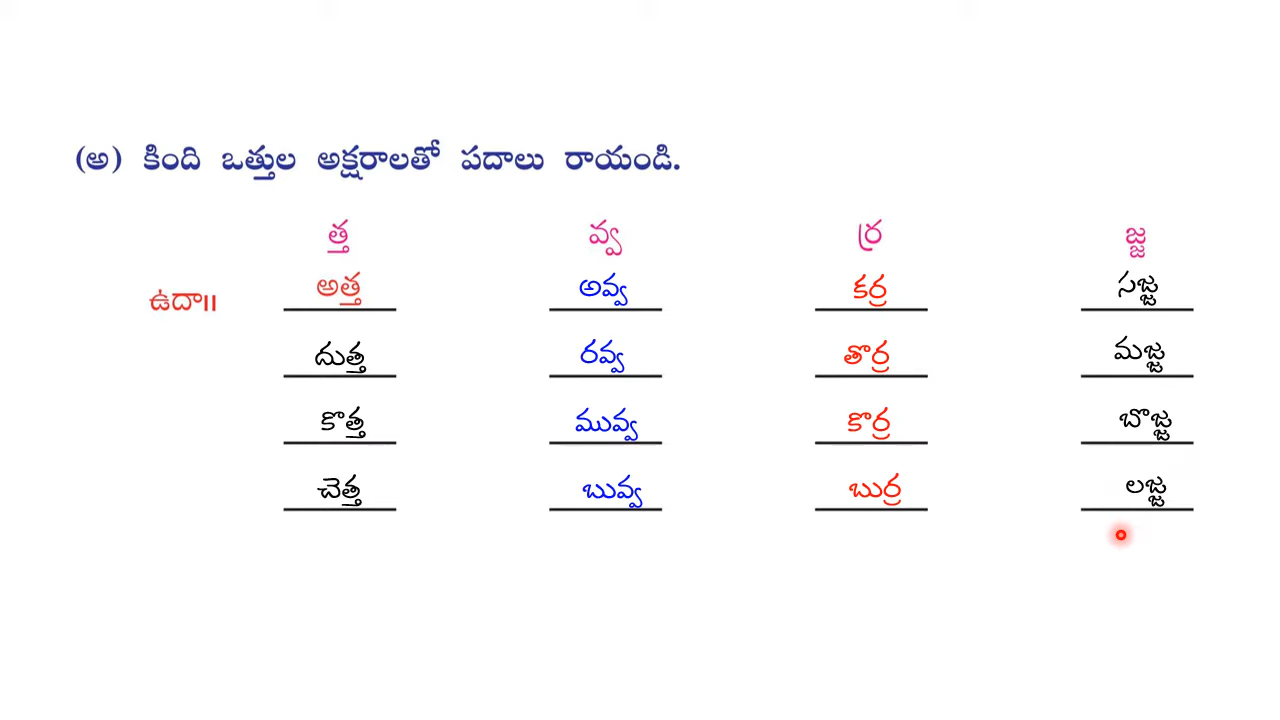 (అ) కింది ఒత్తుల అక్షరాలతో పదాలు రాయండి.
త్త వ్వ ర్ర జ్జ
ఉదా॥ అత్త అవ్వ కర్ర సజ్జ
దుత్త రవ్వ తొర్ర మజ్జ
కొత్త మువ్వ కొర్ర బొజ్జ
చెత్త బువ్వ బుర్ర లజ్జ